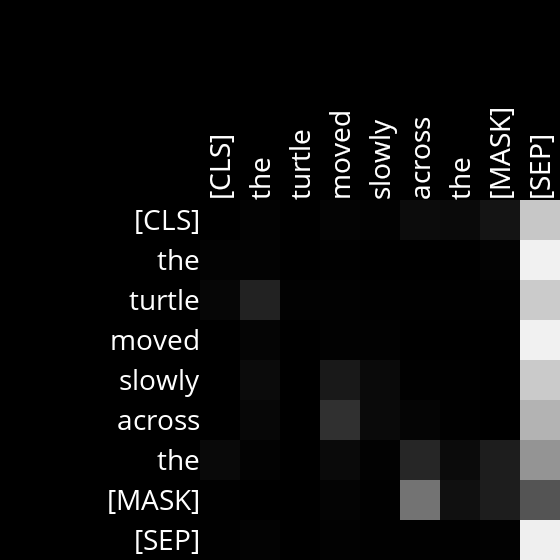 [CLS] the turtle moved slowly across the [MASK] [SEP]
[CLS]
the
turtle
moved
slowly
across
the
[MASK]
[SEP]